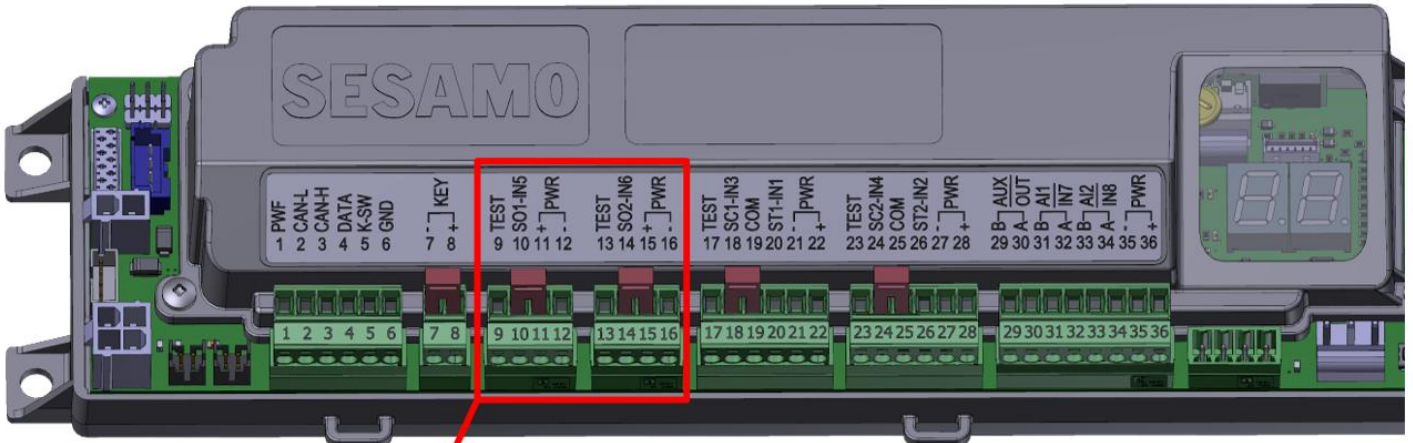 SESAMO
PWF 1
CAN-L 2
CAN-H 3
DATA 4
K-SW 5
GND 6
- 7
+ 8
KEY
TEST 9
SO1-IN5 10
+ 11
- 12
PWR
TEST 13
SO2-IN6 14
+ 15
- 16
PWR
TEST 17
SC1-IN3 18
COM 19
ST1-IN1 20
- 21
+ 22
PWR
TEST 23
SC2-IN4 24
COM 25
ST2-IN2 26
- 27
+ 28
PWR
B 29
A 30
AUX OUT
B 31
A 32
AI1 IN7
B 33
A 34
AI2 IN8
- 35
+ 36
PWR
1 2 3 4 5 6
7 8
9 10 11 12
13 14 15 16
17 18 19 20 21 22
23 24 25 26 27 28
29 30 31 32 33 34 35 36